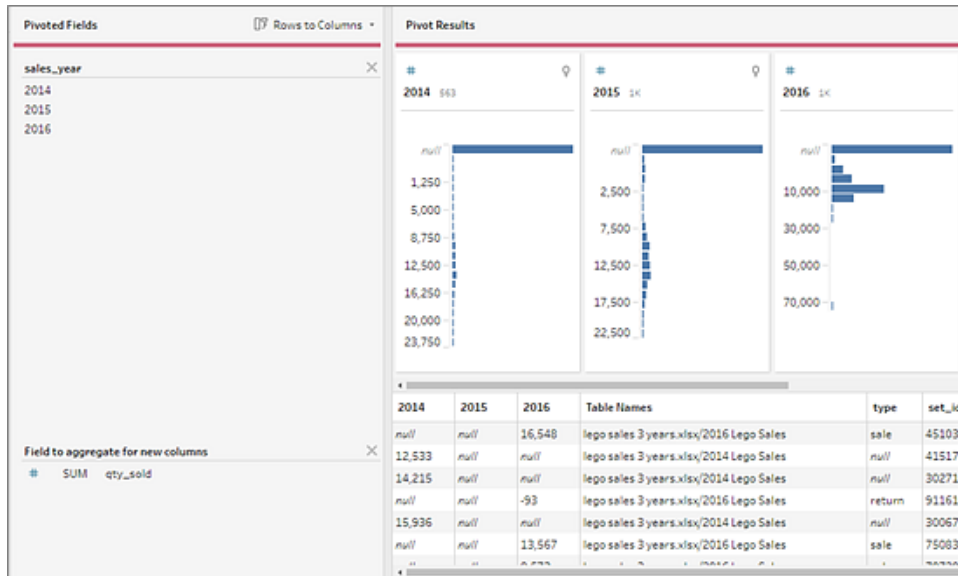 Pivoted Fields
Rows to Columns
sales_year
2014
2015
2016
Field to aggregate for new columns
# SUM qty_sold
Pivot Results
#
2014 563
null
1,250
5,000
8,750
12,500
16,250
20,000
23,750
#
2015 1K
null
2,500
7,500
12,500
17,500
22,500
#
2016 1K
null
10,000
30,000
50,000
70,000
2014 2015 2016 Table Names type set_i
null null 16,548 lego sales 3 years.xlsx/2016 Lego Sales sale 45103
12,533 null null lego sales 3 years.xlsx/2014 Lego Sales null 41517
14,215 null null lego sales 3 years.xlsx/2014 Lego Sales null 30271
null null -93 lego sales 3 years.xlsx/2016 Lego Sales return 91161
15,936 null null lego sales 3 years.xlsx/2014 Lego Sales null 30067
null null 13,567 lego sales 3 years.xlsx/2016 Lego Sales sale 75083